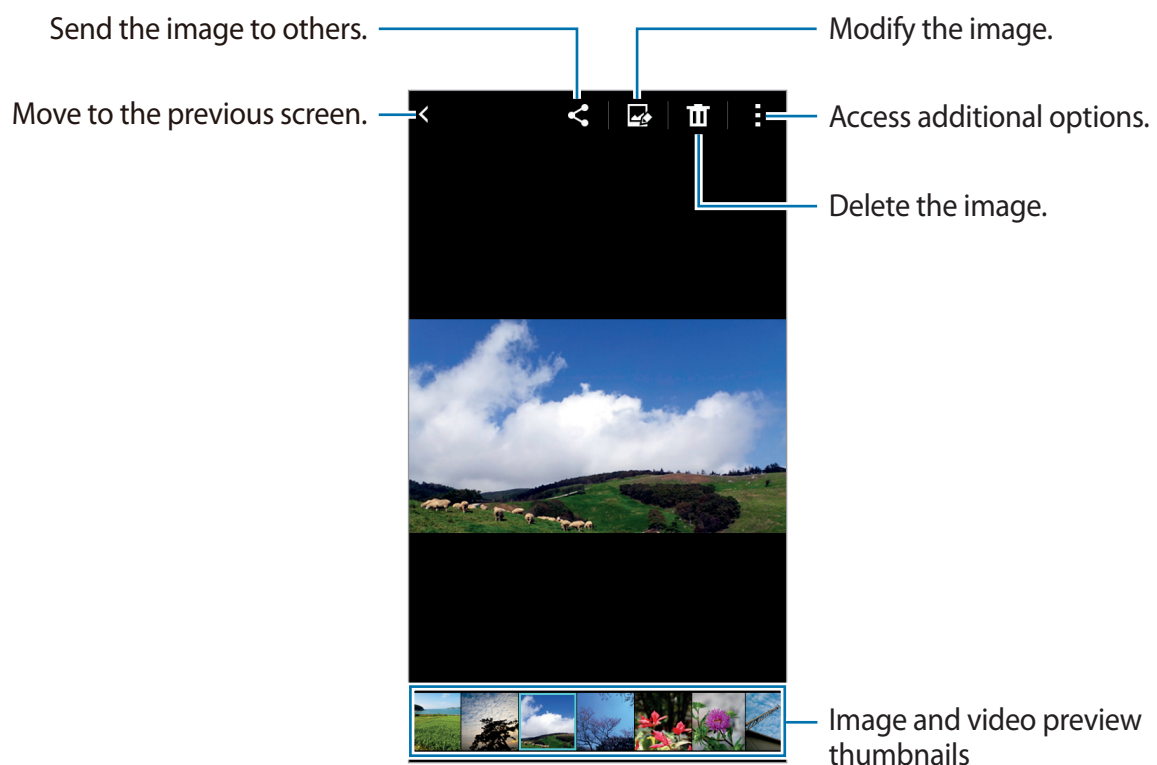 Send the image to others.
Modify the image.
Move to the previous screen.
Access additional options.
Delete the image.
Image and video preview
thumbnails